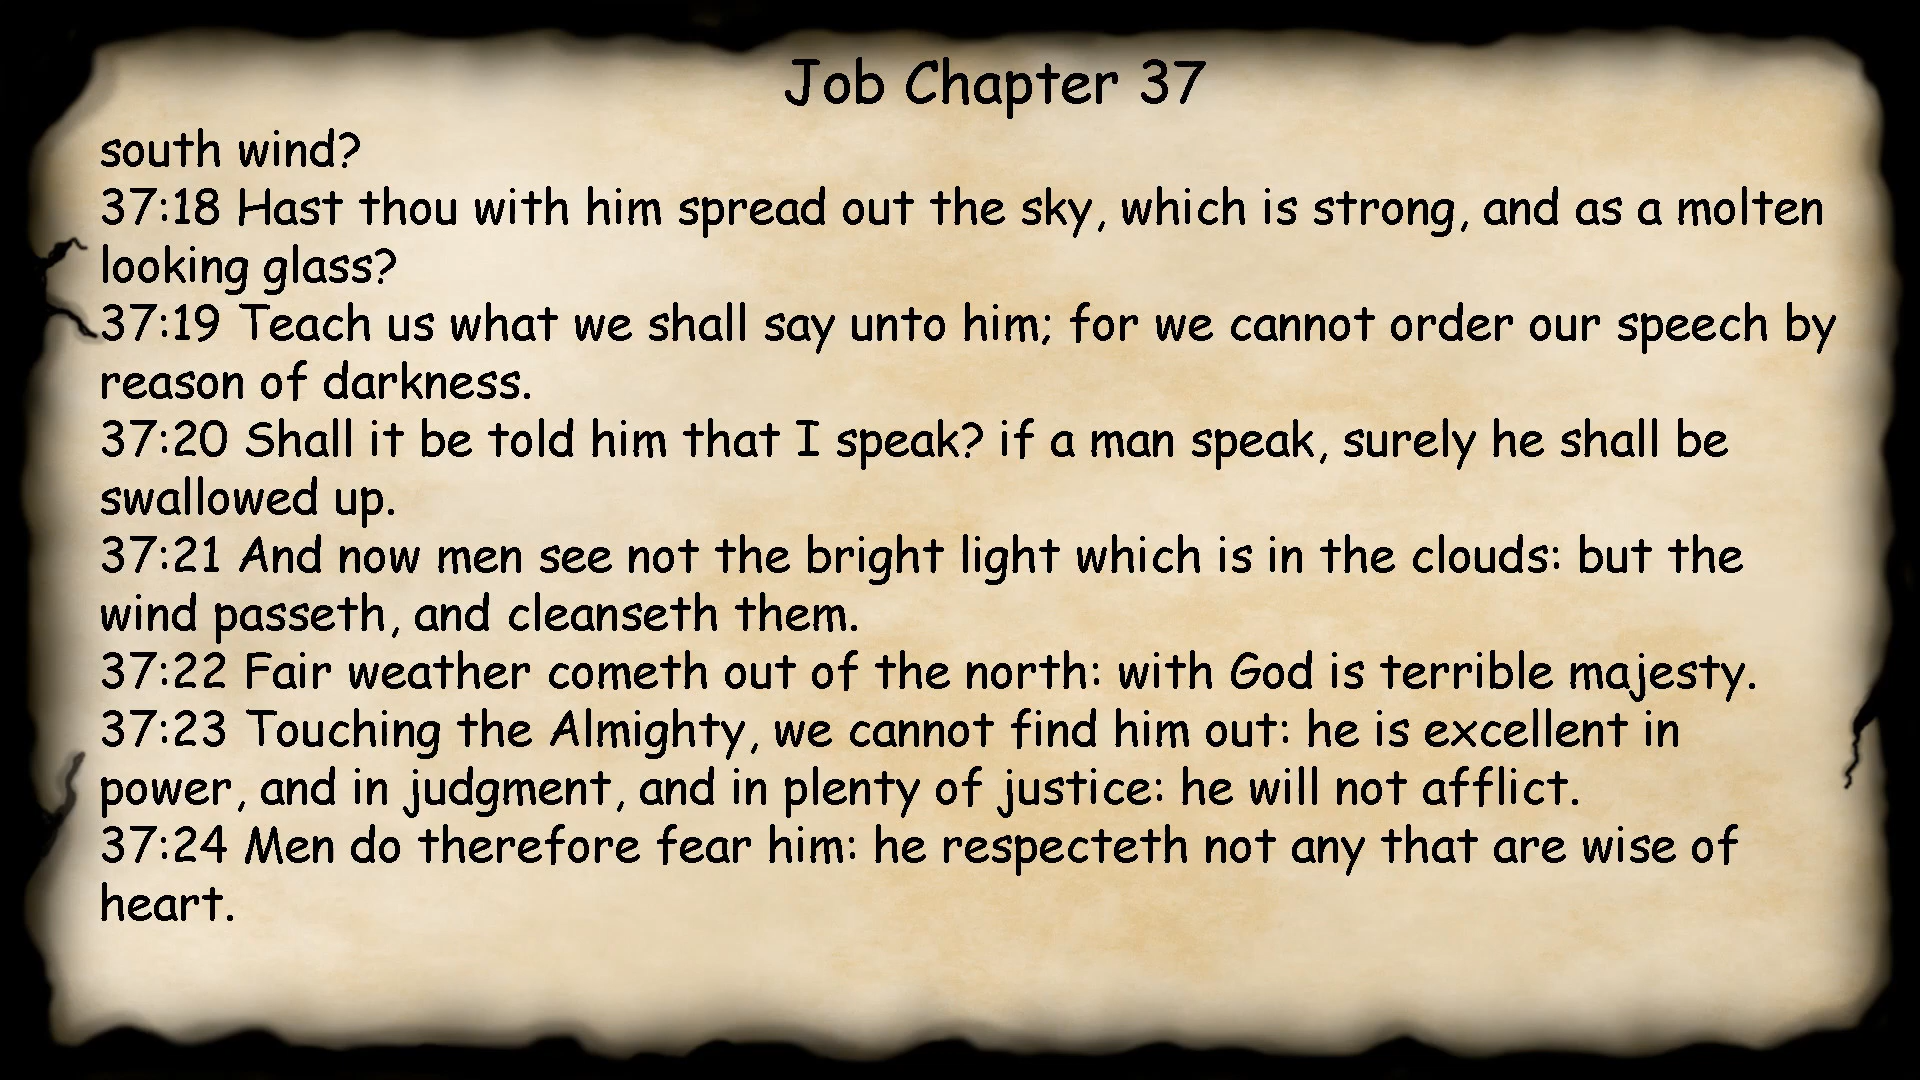 Job Chapter 37
south wind?
37:18 Hast thou with him spread out the sky, which is strong, and as a molten
looking glass?
37:19 Teach us what we shall say unto him; for we cannot order our speech by
reason of darkness.
37:20 Shall it be told him that I speak? if a man speak, surely he shall be
swallowed up.
37:21 And now men see not the bright light which is in the clouds: but the
wind passeth, and cleanseth them.
37:22 Fair weather cometh out of the north: with God is terrible majesty.
37:23 Touching the Almighty, we cannot find him out: he is excellent in
power, and in judgment, and in plenty of justice: he will not afflict.
37:24 Men do therefore fear him: he respecteth not any that are wise of
heart.